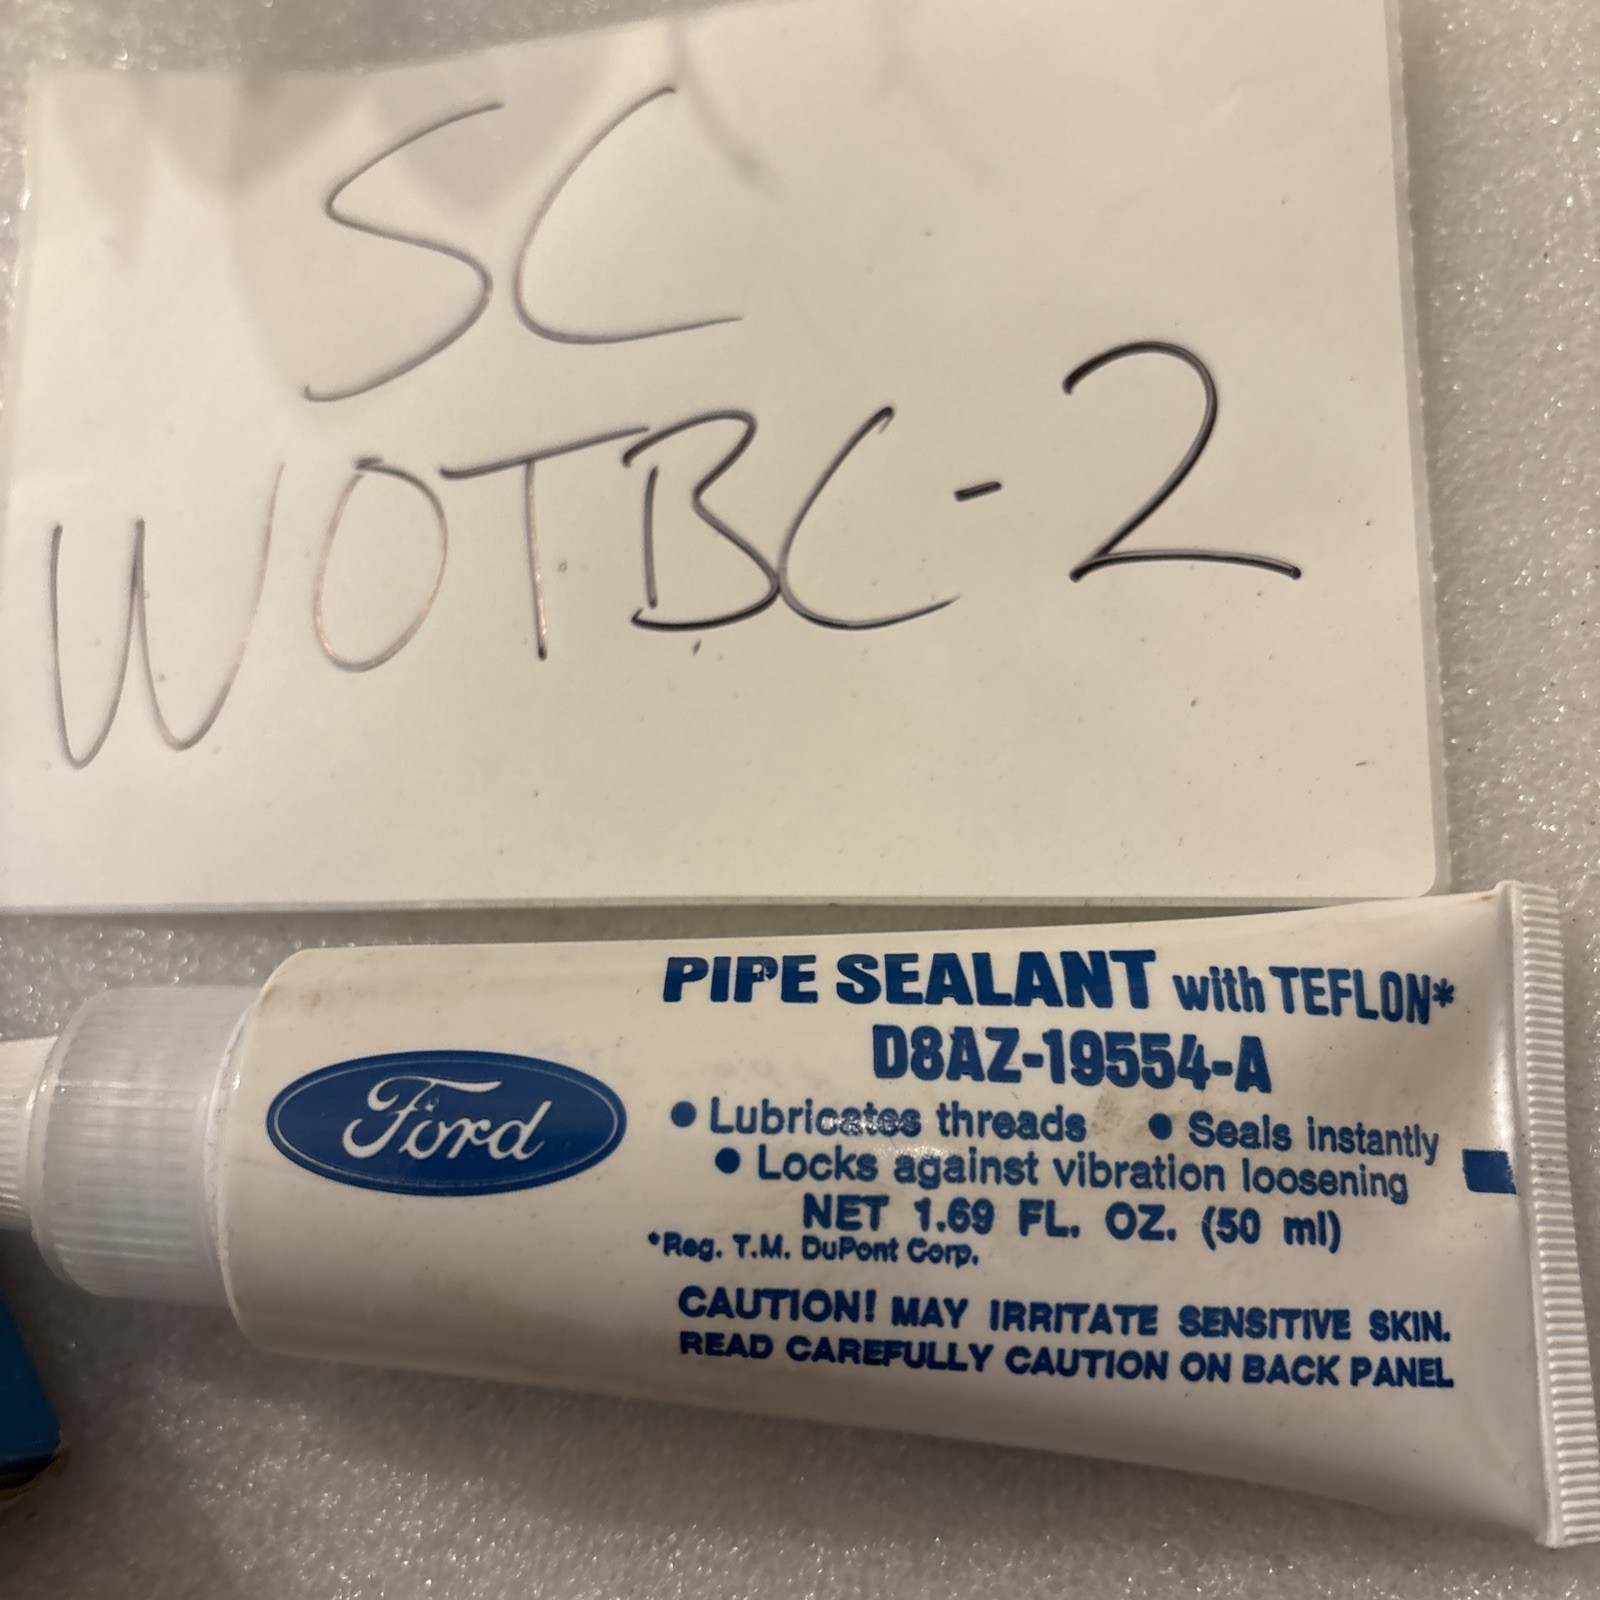 SC
WOTBC-2
Ford
PIPE SEALANT with TEFLON*
D8AZ-19554-A
• Lubricates threads • Seals instantly
• Locks against vibration loosening
NET 1.69 FL. OZ. (50 ml)
*Reg. T.M. DuPont Corp.
CAUTION! MAY IRRITATE SENSITIVE SKIN.
READ CAREFULLY CAUTION ON BACK PANEL